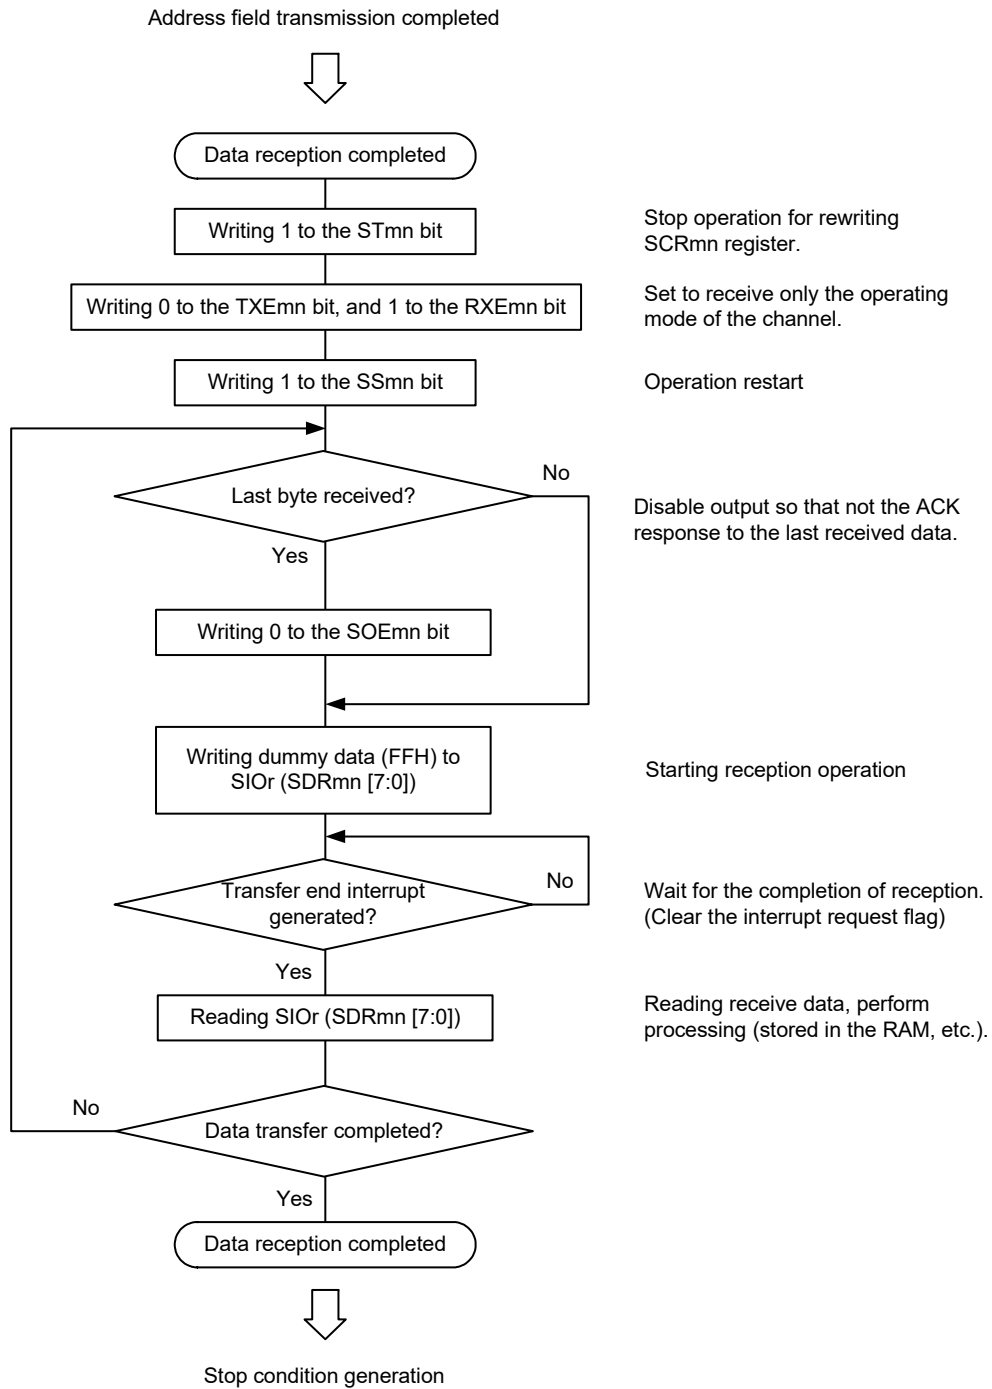 Address field transmission completed
Data reception completed
Writing 1 to the STmn bit
Stop operation for rewriting
SCRmn register.
Writing 0 to the TXEmn bit, and 1 to the RXEmn bit
Set to receive only the operating
mode of the channel.
Writing 1 to the SSmn bit
Operation restart
Last byte received?
No
Yes
Disable output so that not the ACK
response to the last received data.
Writing 0 to the SOEmn bit
Writing dummy data (FFH) to
SIOr (SDRmn [7:0])
Starting reception operation
Transfer end interrupt
generated?
No
Yes
Wait for the completion of reception.
(Clear the interrupt request flag)
Reading SIOr (SDRmn [7:0])
Reading receive data, perform
processing (stored in the RAM, etc.).
No
Data transfer completed?
Yes
Data reception completed
Stop condition generation